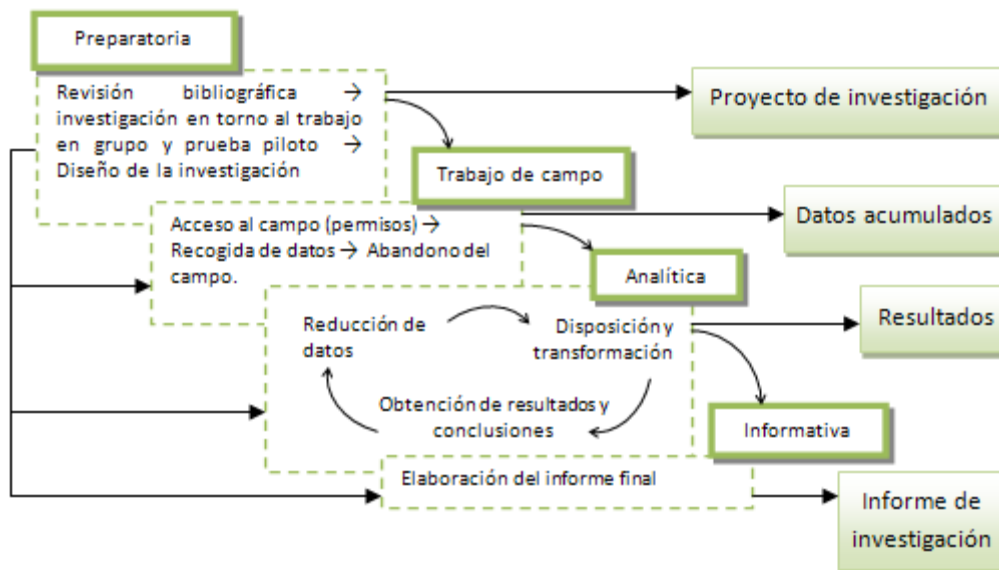 Preparatoria
Revisión bibliográfica →
investigación en torno al trabajo
en grupo y prueba piloto →
Diseño de la investigación
Proyecto de investigación
Trabajo de campo
Acceso al campo (permisos) →
Recogida de datos → Abandono del
campo.
Datos acumulados
Analítica
Reducción de
datos
Disposición y
transformación
Obtención de resultados y
conclusiones
Resultados
Informativa
Elaboración del informe final
Informe de
investigación